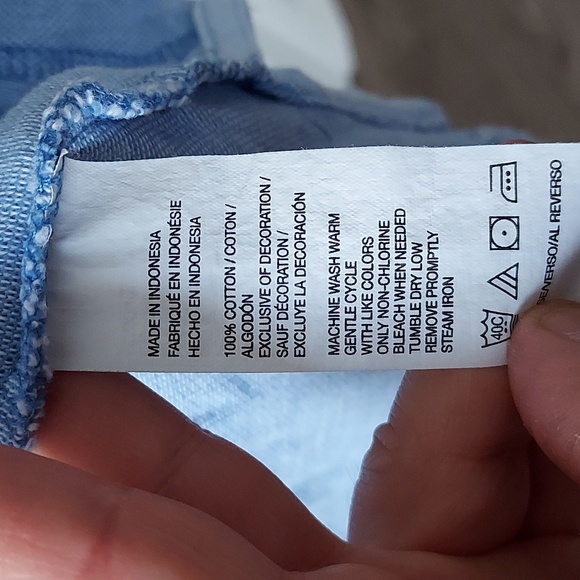 MADE IN INDONESIA
FABRIQUÉ EN INDONÉSIE
HECHO EN INDONESIA
100% COTTON / COTON /
ALGODÓN
EXCLUSIVE OF DECORATION /
SAUF DÉCORATION /
EXCLUYE LA DECORACIÓN
MACHINE WASH WARM
GENTLE CYCLE
WITH LIKE COLORS
ONLY NON-CHLORINE
BLEACH WHEN NEEDED
TUMBLE DRY LOW
REMOVE PROMPTLY
STEAM IRON
40C
REVERSO